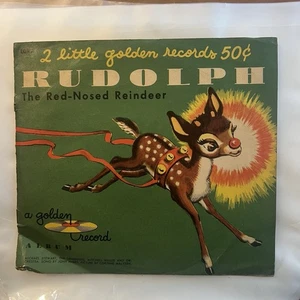 2 little golden records 50¢
RUDOLPH
The Red-Nosed Reindeer
a golden
record
ALBUM